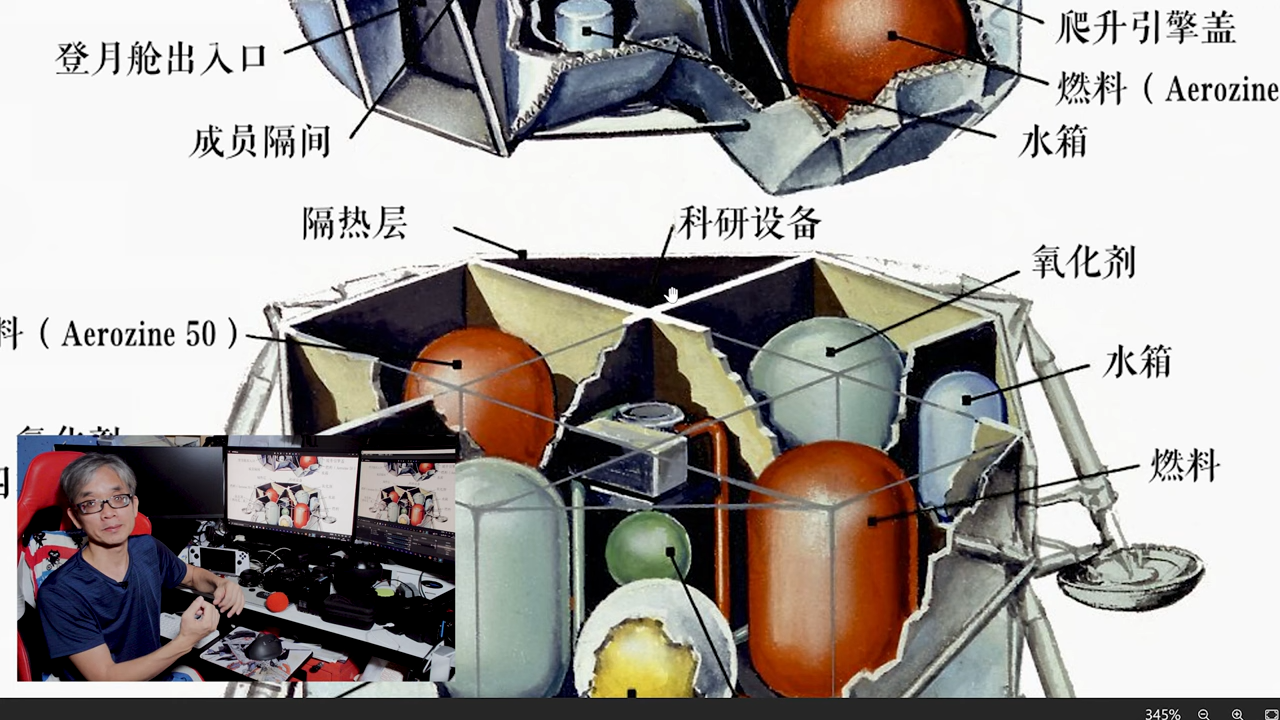 爬升引擎盖
登月舱出入口
燃料（Aerozine
成员隔间
水箱
隔热层
科研设备
氧化剂
料（Aerozine 50）
水箱
燃料
345%